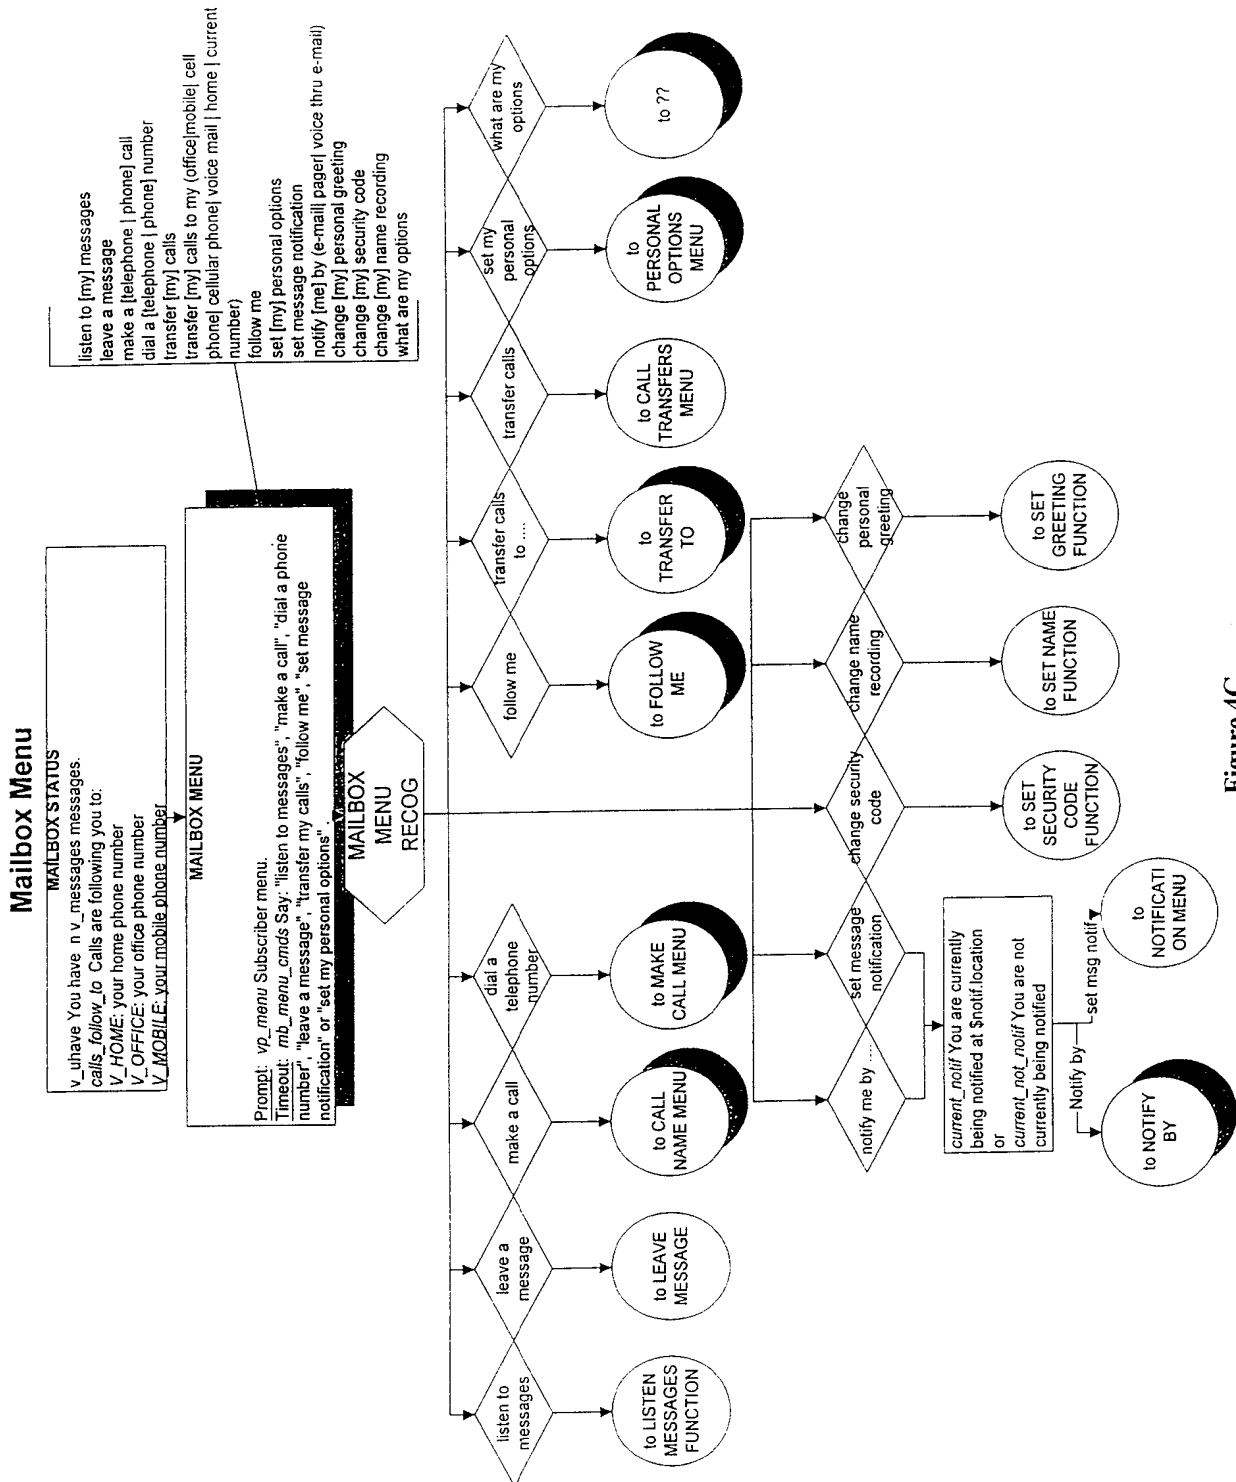 Mailbox Menu
MAILBOX STATUS
v_uhave You have n v_messages messages.
calls_follow_to Calls are following you to:
V_HOME: your home phone number
V_OFFICE: your office phone number
V_MOBILE: your mobile phone number
MAILBOX MENU
Prompt: vp_menu Subscriber menu.
Timeout: mb_menu_cmds Say: "listen to messages", "make a call", "dial a phone
number", "leave a message", "transfer my calls", "follow me", "set message
notification" or "set my personal options".
listen to [my] messages
leave a message
make a [telephone | phone] call
dial a [telephone | phone] number
transfer [my] calls
transfer [my] calls to my (office|mobile| cell
phone| cellular phone| voice mail | home | current
number)
follow me
set [my] personal options
set message notification
notify [me] by (e-mail| pager| voice thru e-mail)
change [my] personal greeting
change [my] security code
change [my] name recording
what are my options
MAILBOX
MENU
RECOG
listen to
messages
leave a
message
make a call
dial a
telephone
number
follow me
transfer calls
to ....
transfer calls
set my
personal
options
what are my
options
to LISTEN
MESSAGES
FUNCTION
to LEAVE
MESSAGE
to CALL
NAME MENU
to MAKE
CALL MENU
to FOLLOW
ME
to
TRANSFER
TO
to CALL
TRANSFERS
MENU
to
PERSONAL
OPTIONS
MENU
to ??
notify me by ....
set message
notification
change security
code
change name
recording
change
personal
greeting
current_notif You are currently
being notified at $notif.location
or
current_not_notif You are not
currently being notified
Notify by
set msg notif
to NOTIFY
BY
to
NOTIFICATI
ON MENU
to SET
SECURITY
CODE
FUNCTION
to SET NAME
FUNCTION
to SET
GREETING
FUNCTION
Figure 4C